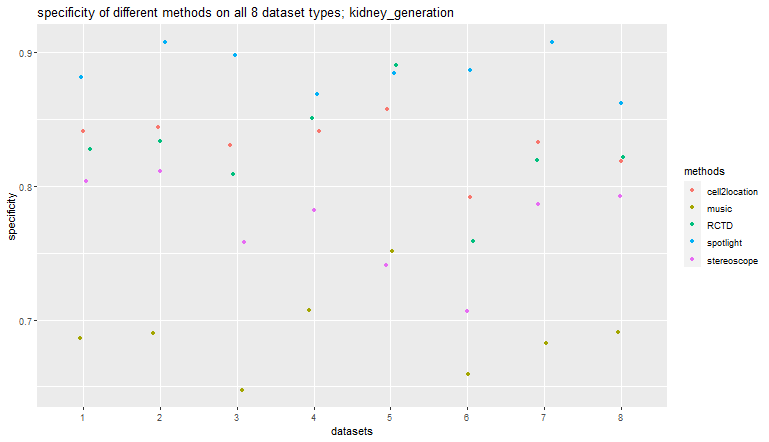 specificity of different methods on all 8 dataset types; kidney_generation
specificity
0.9
0.8
0.7
1 2 3 4 5 6 7 8
datasets
methods
cell2location
music
RCTD
spotlight
stereoscope